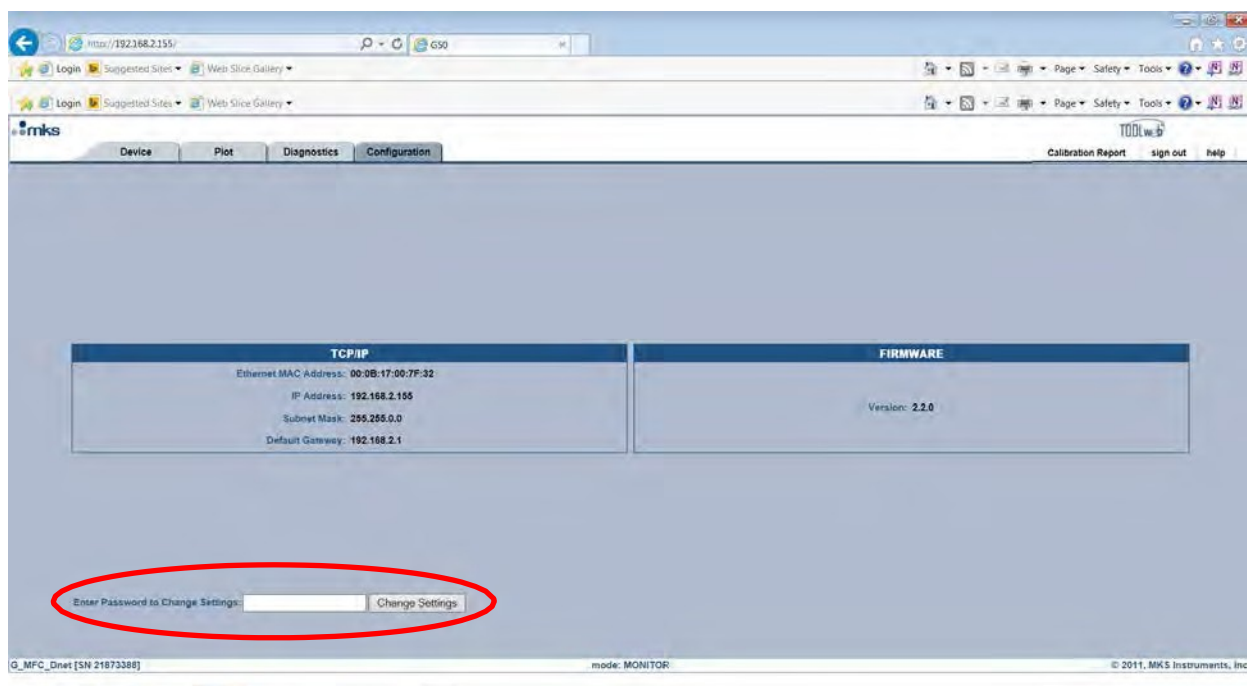 http://192.168.2.155/
G50
Login Suggested Sites Web Slice Gallery
Page Safety Tools
Login Suggested Sites Web Slice Gallery
Page Safety Tools
mks
TOOLweb
Device Plot Diagnostics Configuration
Calibration Report sign out help
TCP/IP
Ethernet MAC Address: 00:0B:17:00:7F:32
IP Address: 192.168.2.155
Subnet Mask: 255.255.0.0
Default Gateway: 192.168.2.1
FIRMWARE
Version: 2.2.0
Enter Password to Change Settings:
Change Settings
G_MFC_Dnet [SN 21873388]
mode: MONITOR
© 2011, MKS Instruments, Inc